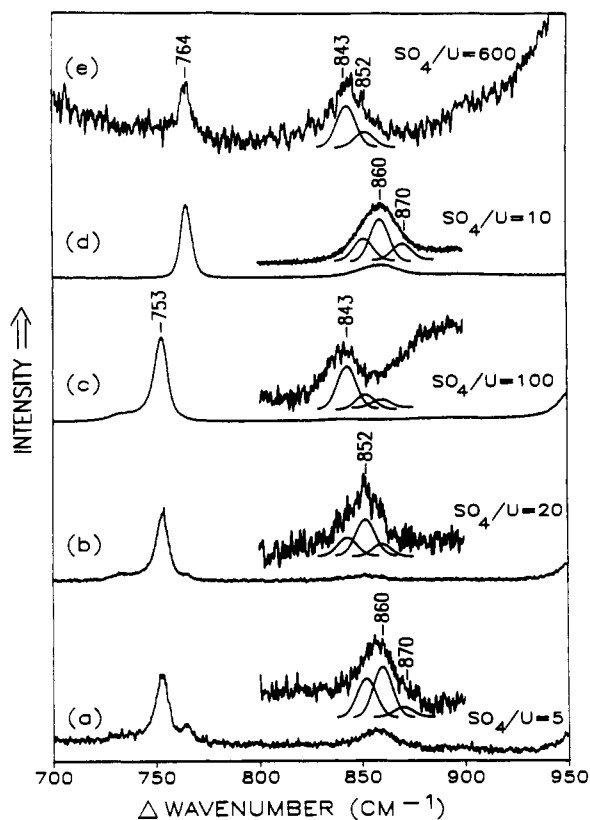 764
843
852
(e)
SO4/U=600
860
870
(d)
SO4/U=10
753
843
(c)
SO4/U=100
852
(b)
SO4/U=20
860
870
(a)
SO4/U=5
INTENSITY ⇒
700 750 800 850 900 950
Δ WAVENUMBER (CM−1)